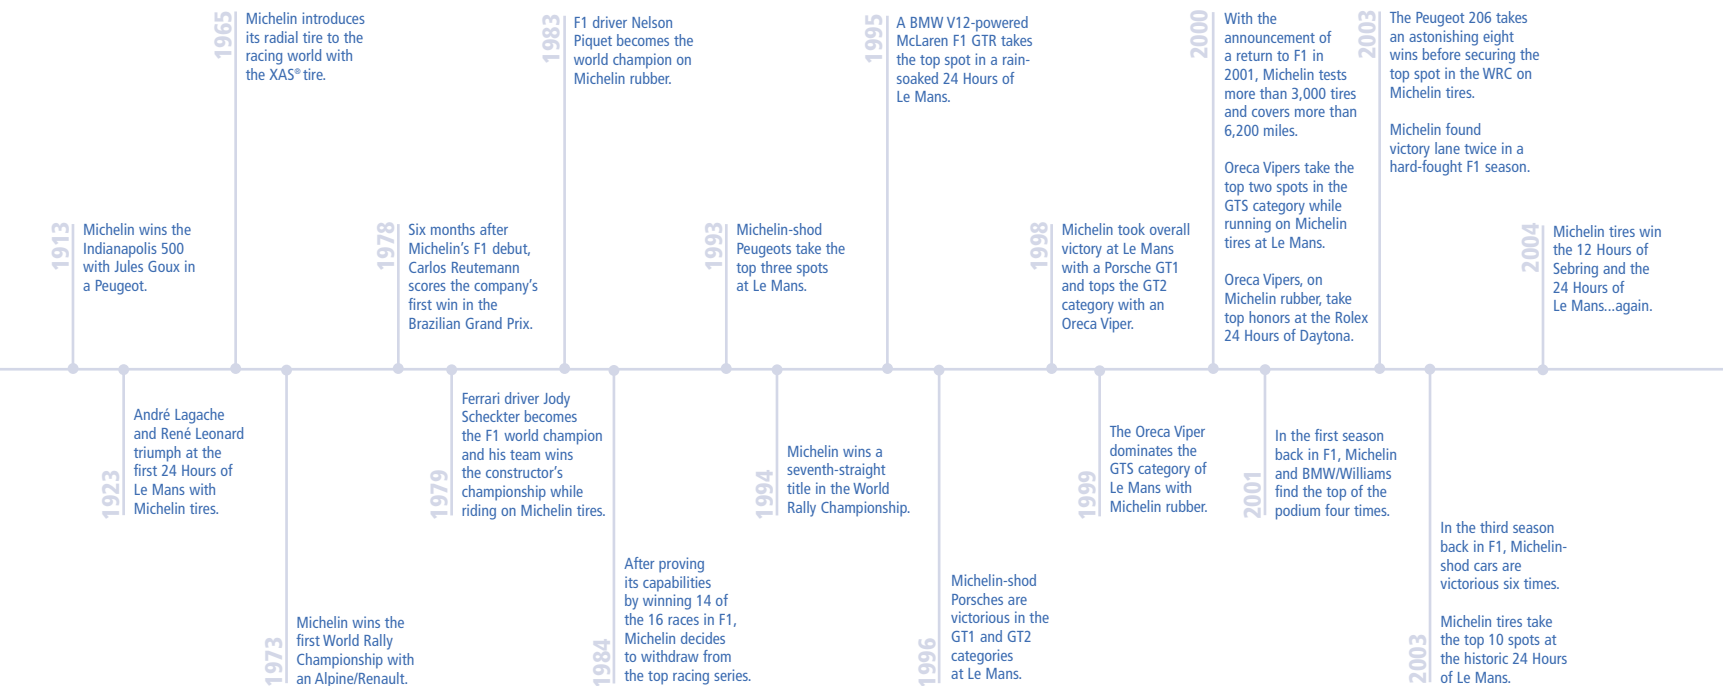 1913
Michelin wins the
Indianapolis 500
with Jules Goux in
a Peugeot.
1923
André Lagache
and René Leonard
triumph at the
first 24 Hours of
Le Mans with
Michelin tires.
1965
Michelin introduces
its radial tire to the
racing world with
the XAS® tire.
1973
Michelin wins the
first World Rally
Championship with
an Alpine/Renault.
1978
Six months after
Michelin's F1 debut,
Carlos Reutemann
scores the company's
first win in the
Brazilian Grand Prix.
1979
Ferrari driver Jody
Scheckter becomes
the F1 world champion
and his team wins
the constructor's
championship while
riding on Michelin tires.
1983
F1 driver Nelson
Piquet becomes the
world champion on
Michelin rubber.
1984
After proving
its capabilities
by winning 14 of
the 16 races in F1,
Michelin decides
to withdraw from
the top racing series.
1993
Michelin-shod
Peugeots take the
top three spots
at Le Mans.
1994
Michelin wins a
seventh-straight
title in the World
Rally Championship.
1995
A BMW V12-powered
McLaren F1 GTR takes
the top spot in a rain-
soaked 24 Hours of
Le Mans.
1996
Michelin-shod
Porsches are
victorious in the
GT1 and GT2
categories
at Le Mans.
1998
Michelin took overall
victory at Le Mans
with a Porsche GT1
and tops the GT2
category with an
Oreca Viper.
1999
The Oreca Viper
dominates the
GTS category of
Le Mans with
Michelin rubber.
2000
With the
announcement of
a return to F1 in
2001, Michelin tests
more than 3,000 tires
and covers more than
6,200 miles.
Oreca Vipers take the
top two spots in the
GTS category while
running on Michelin
tires at Le Mans.
Oreca Vipers, on
Michelin rubber, take
top honors at the Rolex
24 Hours of Daytona.
2001
In the first season
back in F1, Michelin
and BMW/Williams
find the top of the
podium four times.
2003
The Peugeot 206 takes
an astonishing eight
wins before securing the
top spot in the WRC on
Michelin tires.
Michelin found
victory lane twice in a
hard-fought F1 season.
2003
In the third season
back in F1, Michelin-
shod cars are
victorious six times.
Michelin tires take
the top 10 spots at
the historic 24 Hours
of Le Mans.
2004
Michelin tires win
the 12 Hours of
Sebring and the
24 Hours of
Le Mans...again.